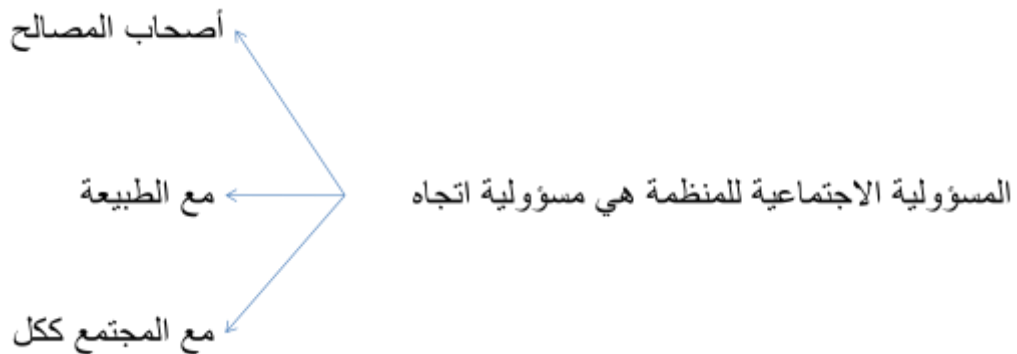 أصحاب المصالح
المسؤولية الاجتماعية للمنظمة هي مسؤولية اتجاه
مع الطبيعة
مع المجتمع ككل